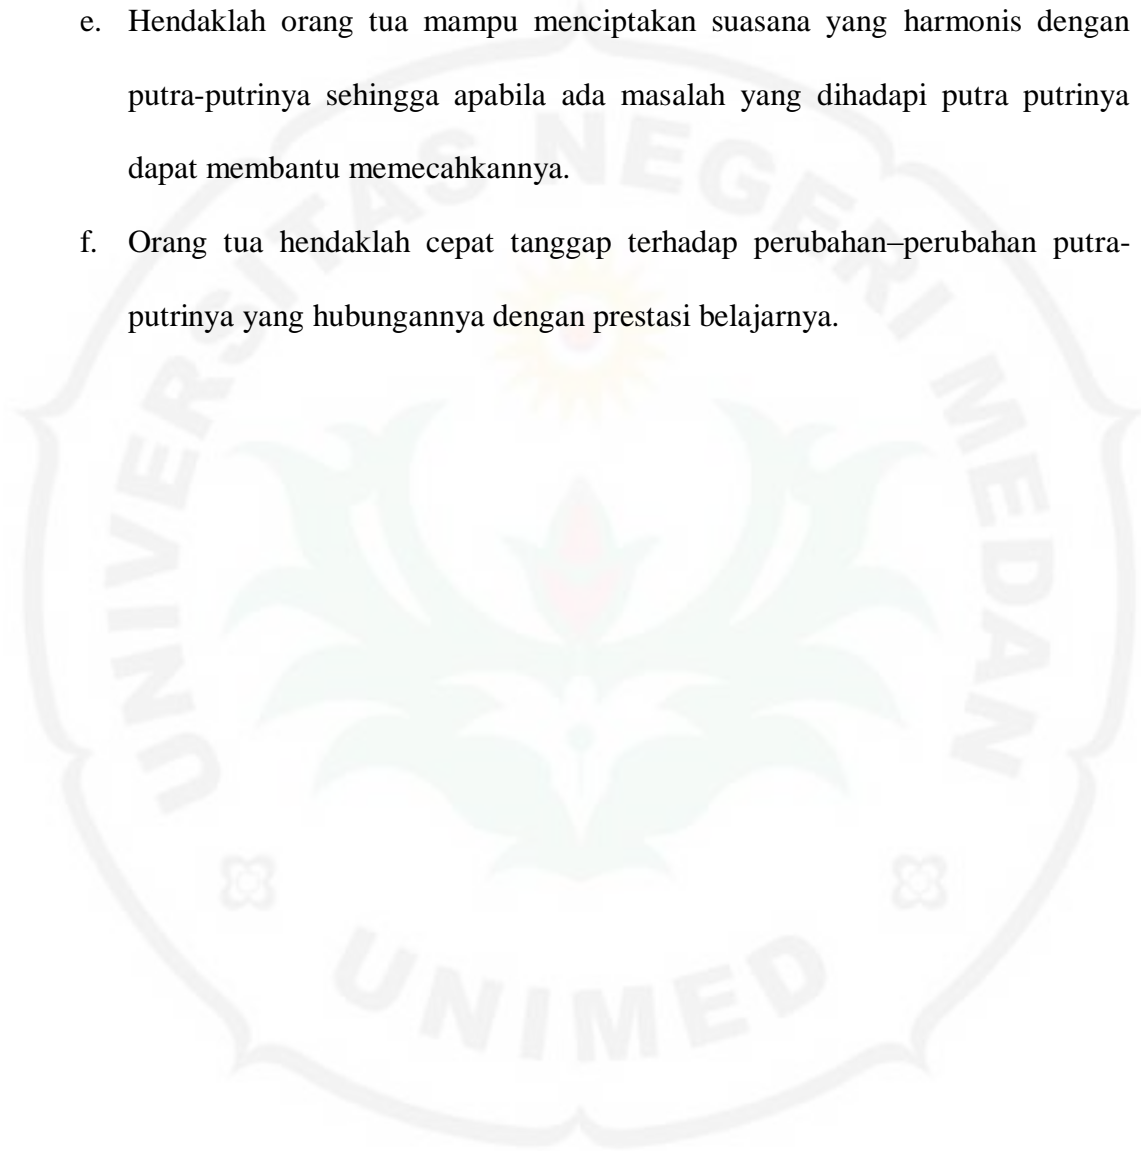 e. Hendaklah orang tua mampu menciptakan suasana yang harmonis dengan
putra-putrinya sehingga apabila ada masalah yang dihadapi putra putrinya
dapat membantu memecahkannya.
f. Orang tua hendaklah cepat tanggap terhadap perubahan–perubahan putra-
putrinya yang hubungannya dengan prestasi belajarnya.
UNIVERSITAS NEGERI MEDAN
UNIMED